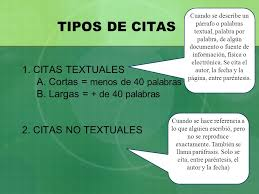 TIPOS DE CITAS
Cuando se describe un
párrafo o palabras
textual, palabra por
palabra, de algún
documento o fuente de
información, física o
electrónica. Se cita el
autor, la fecha y la
página, entre paréntesis.
1. CITAS TEXTUALES
A. Cortas = menos de 40 palabras
B. Largas = + de 40 palabras
2. CITAS NO TEXTUALES
Cuando se hace referencia a
lo que alguien escribió, pero
no se reproduce
exactamente. También se
llama paráfrasis. Solo se
cita, entre paréntesis, el
autor y la fecha)